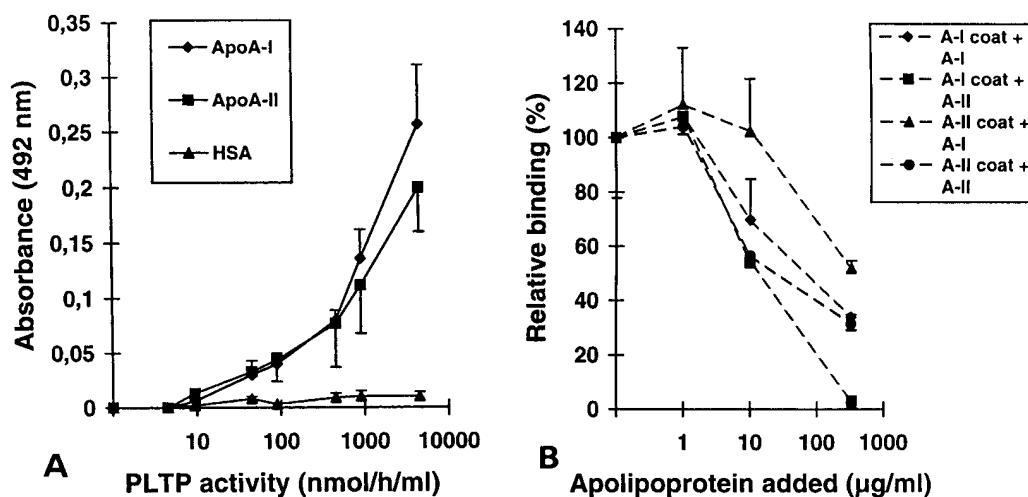 0,35
0,3
0,25
0,2
0,15
0,1
0,05
0
Absorbance (492 nm)
ApoA-I
ApoA-II
HSA
10 100 1000 10000
A
PLTP activity (nmol/h/ml)
140
120
100
80
60
40
20
0
Relative binding (%)
A-I coat +
A-I
A-I coat +
A-II
A-II coat +
A-I
A-II coat +
A-II
1 10 100 1000
B
Apolipoprotein added (µg/ml)